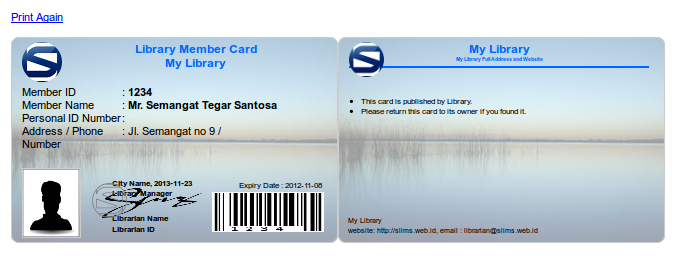 Print Again
Library Member Card
My Library
Member ID : 1234
Member Name : Mr. Semangat Tegar Santosa
Personal ID Number :
Address / Phone : Jl. Semangat no 9 /
Number
City Name, 2013-11-23
Library Manager
Librarian Name
Librarian ID
Expiry Date : 2012-11-08
1 2 3 4
My Library
My Library Full Address and Website
This card is published by Library.
Please return this card to its owner if you found it.
My Library
website: http://slims.web.id, email : librarian@slims.web.id